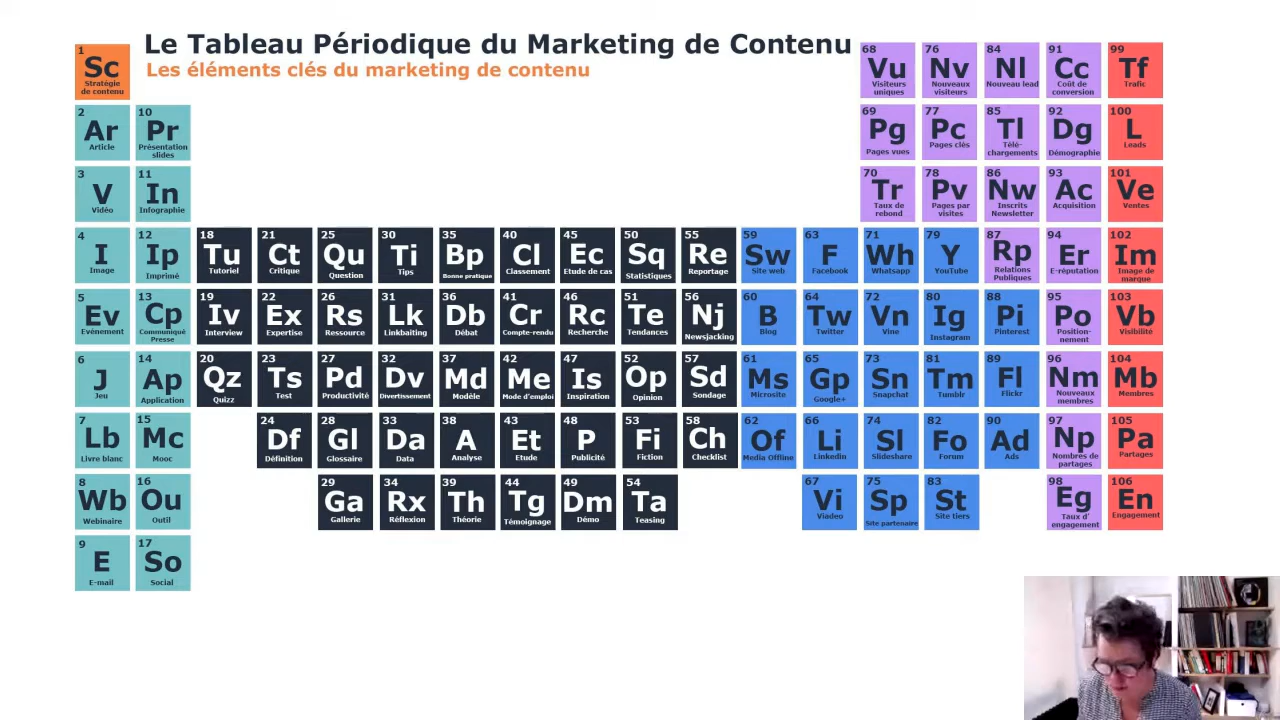 Le Tableau Périodique du Marketing de Contenu
Les éléments clés du marketing de contenu
1
Sc
Stratégie
de contenu
68
Vu
Visiteurs
uniques
76
Nv
Nouveaux
visiteurs
84
Nl
Nouveau lead
91
Cc
Coût de
conversion
99
Tf
Trafic
2
Ar
Article
10
Pr
Présentation
slides
69
Pg
Pages vues
77
Pc
Pages clés
85
Tl
Télé-
chargements
92
Dg
Démographie
100
L
Leads
3
V
Vidéo
11
In
Infographie
70
Tr
Taux de
rebond
78
Pv
Pages par
visites
86
Nw
Inscrits
Newsletter
93
Ac
Acquisition
101
Ve
Ventes
4
I
Image
12
Ip
Imprimé
18
Tu
Tutoriel
21
Ct
Critique
25
Qu
Question
30
Ti
Tips
35
Bp
Bonne pratique
40
Cl
Classement
45
Ec
Etude de cas
50
Sq
Statistiques
55
Re
Reportage
59
Sw
Site web
63
F
Facebook
71
Wh
Whatsapp
79
Y
YouTube
87
Rp
Relations
Publiques
94
Er
E-réputation
102
Im
Image de
marque
5
Ev
Evénement
13
Cp
Communiqué
Presse
19
Iv
Interview
22
Ex
Expertise
26
Rs
Ressource
31
Lk
Linkbaiting
36
Db
Débat
41
Cr
Compte-rendu
46
Rc
Recherche
51
Te
Tendances
56
Nj
Newsjacking
60
B
Blog
64
Tw
Twitter
72
Vn
Vine
80
Ig
Instagram
88
Pi
Pinterest
95
Po
Position-
nement
103
Vb
Visibilité
6
J
Jeu
14
Ap
Application
20
Qz
Quizz
23
Ts
Test
27
Pd
Productivité
32
Dv
Divertissement
37
Md
Modèle
42
Me
Mode d'emploi
47
Is
Inspiration
52
Op
Opinion
57
Sd
Sondage
61
Ms
Microsite
65
Gp
Google+
73
Sn
Snapchat
81
Tm
Tumblr
89
Fl
Flickr
96
Nm
Nouveaux
membres
104
Mb
Membres
7
Lb
Livre blanc
15
Mc
Mooc
24
Df
Définition
28
Gl
Glossaire
33
Da
Data
38
A
Analyse
43
Et
Etude
48
P
Publicité
53
Fi
Fiction
58
Ch
Checklist
62
Of
Media Offline
66
Li
Linkedin
74
Sl
Slideshare
82
Fo
Forum
90
Ad
Ads
97
Np
Nombres de
partages
105
Pa
Partages
8
Wb
Webinaire
16
Ou
Outil
29
Ga
Gallerie
34
Rx
Réflexion
39
Th
Théorie
44
Tg
Témoignage
49
Dm
Démo
54
Ta
Teasing
67
Vi
Viadeo
75
Sp
Site partenaire
83
St
Site tiers
98
Eg
Taux d'
engagement
106
En
Engagement
9
E
E-mail
17
So
Social